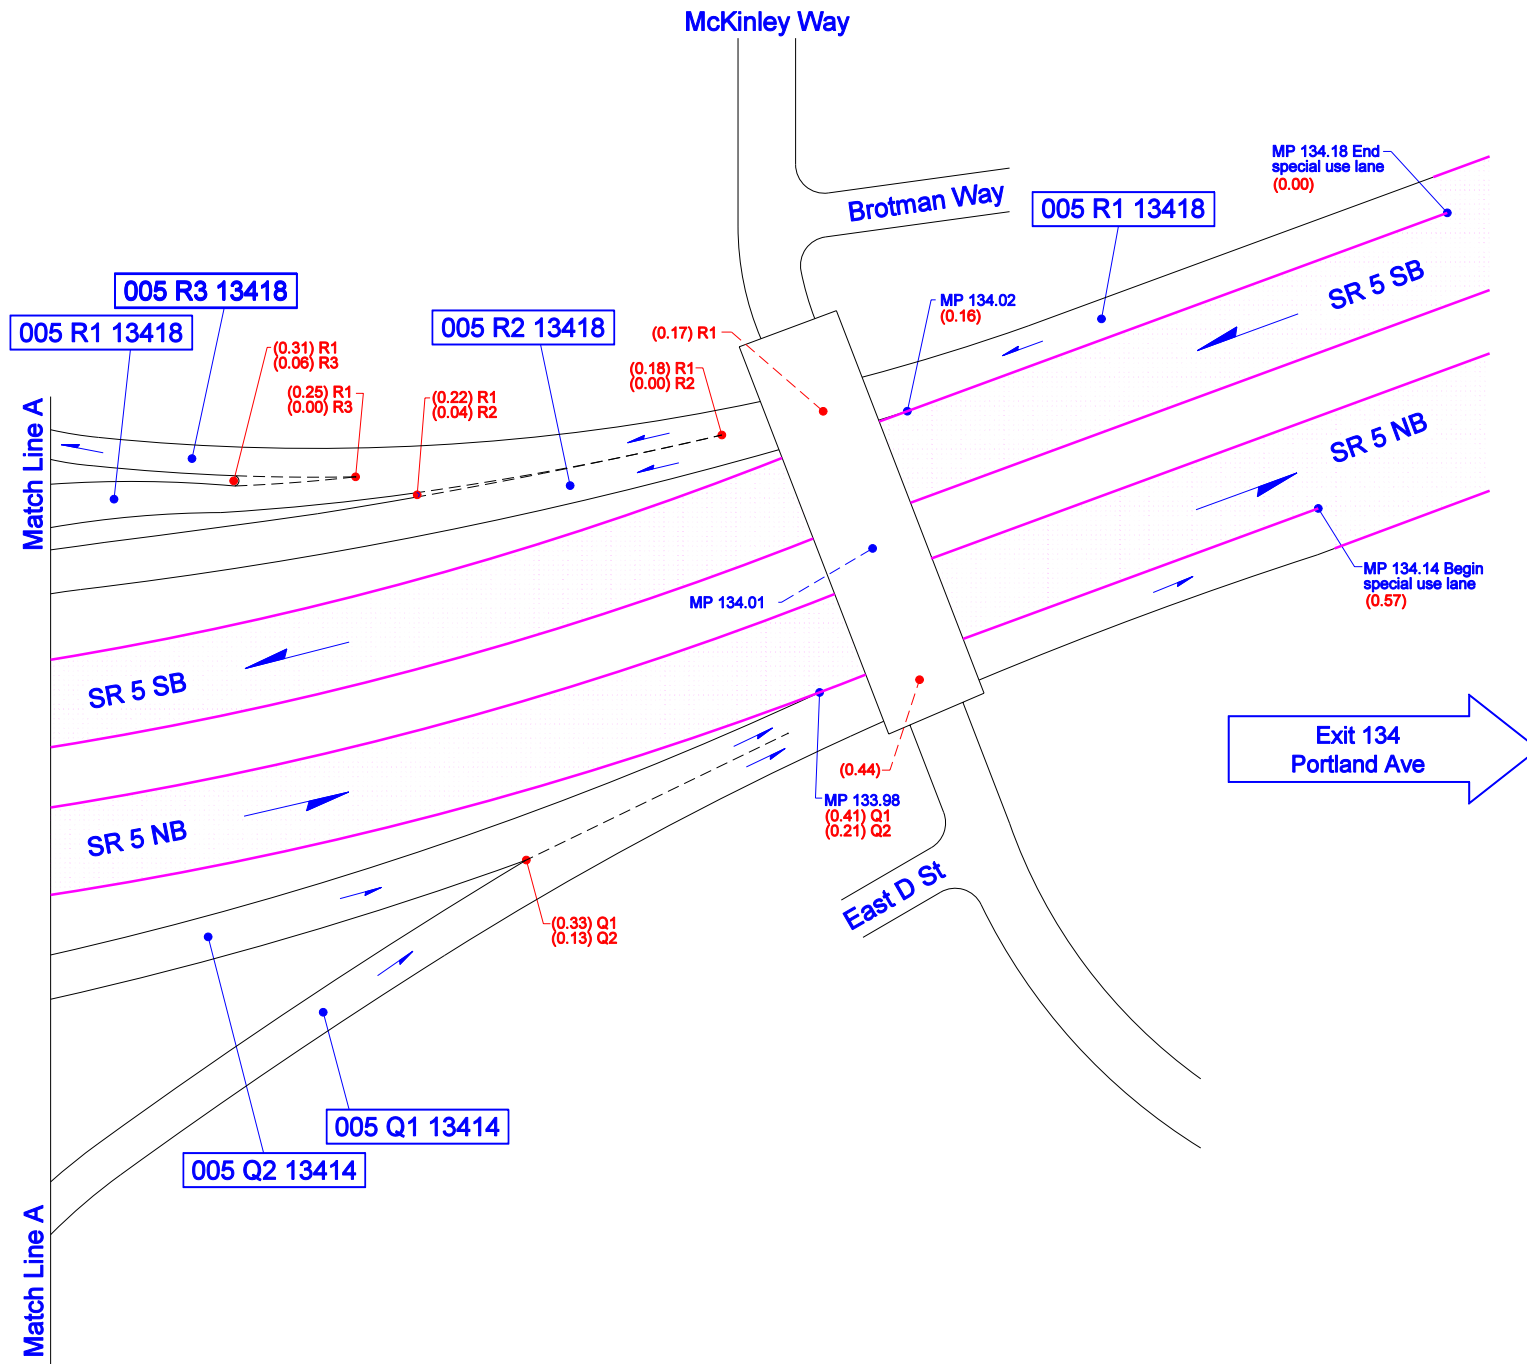 McKinley Way
MP 134.18 End
special use lane
(0.00)
Brotman Way
005 R1 13418
SR 5 SB
005 R3 13418
MP 134.02
(0.16)
005 R1 13418
005 R2 13418
(0.17) R1
(0.31) R1
(0.06) R3
(0.18) R1
(0.00) R2
(0.25) R1
(0.00) R3
(0.22) R1
(0.04) R2
Match Line A
SR 5 NB
MP 134.14 Begin
special use lane
(0.57)
MP 134.01
SR 5 SB
Exit 134
Portland Ave
(0.44)
MP 133.98
(0.41) Q1
(0.21) Q2
SR 5 NB
East D St
(0.33) Q1
(0.13) Q2
005 Q1 13414
005 Q2 13414
Match Line A